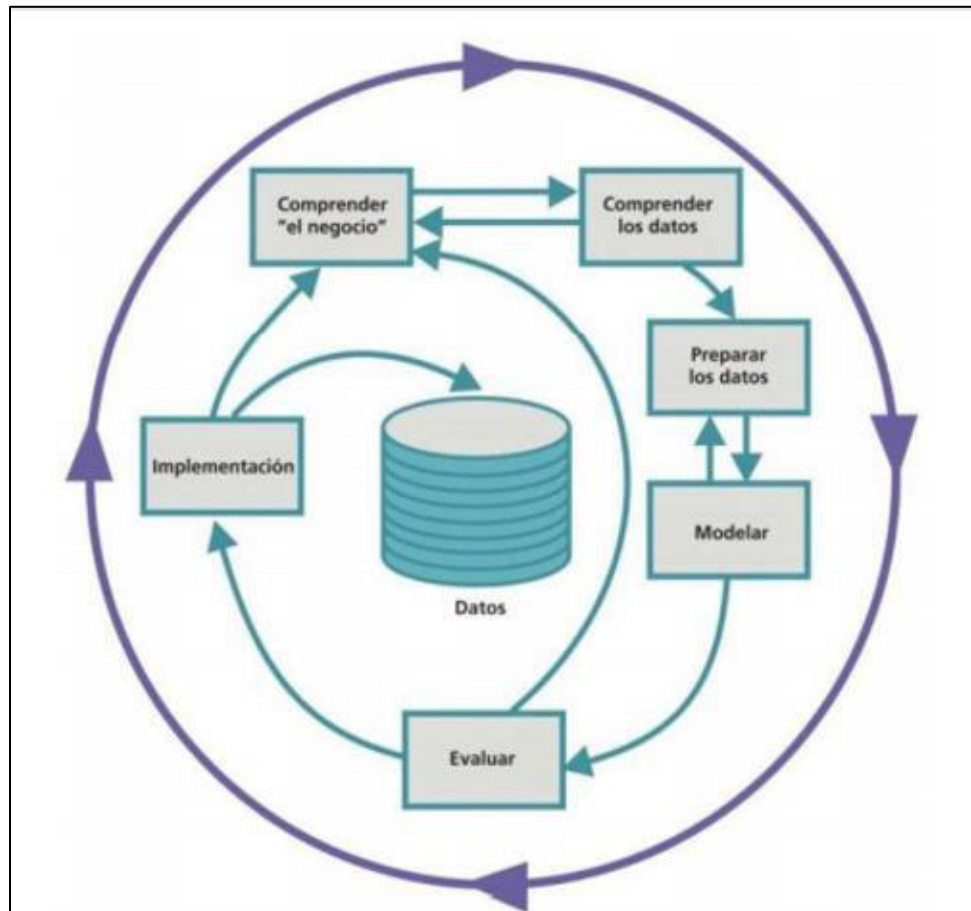 Comprender
"el negocio"
Comprender
los datos
Preparar
los datos
Implementación
Modelar
Datos
Evaluar